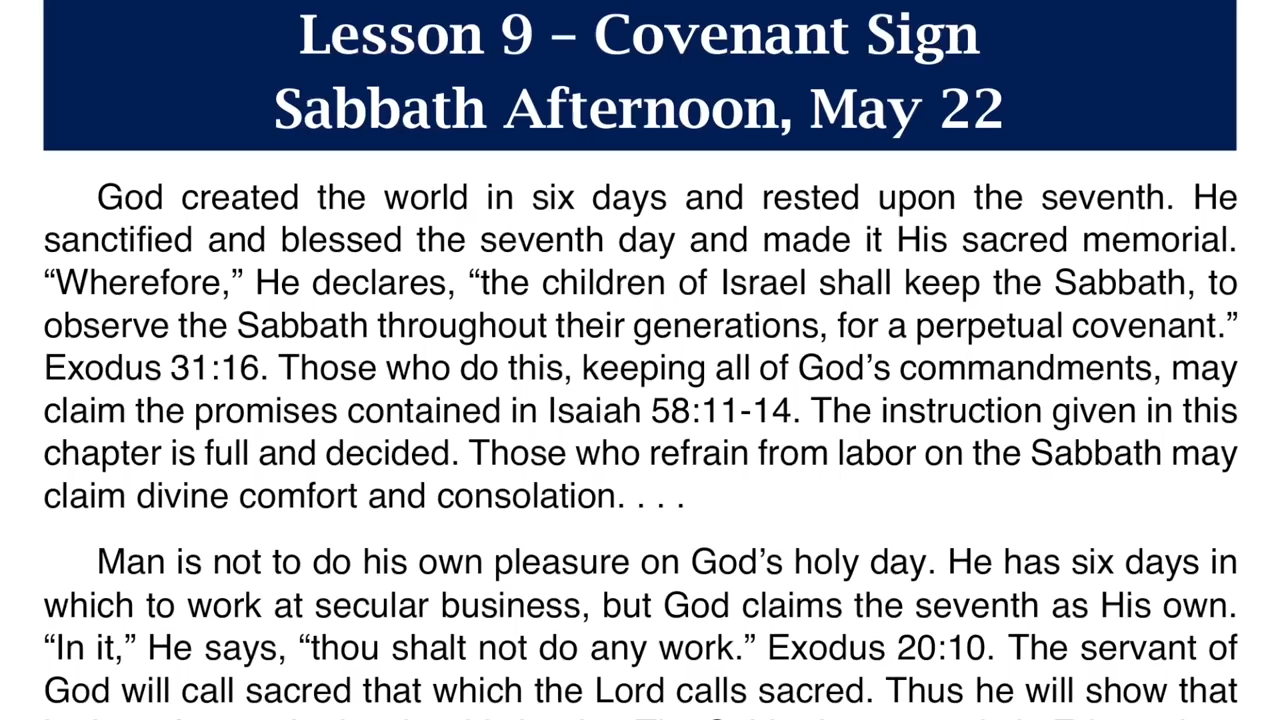 Lesson 9 – Covenant Sign
Sabbath Afternoon, May 22
God created the world in six days and rested upon the seventh. He
sanctified and blessed the seventh day and made it His sacred memorial.
“Wherefore,” He declares, “the children of Israel shall keep the Sabbath, to
observe the Sabbath throughout their generations, for a perpetual covenant.”
Exodus 31:16. Those who do this, keeping all of God’s commandments, may
claim the promises contained in Isaiah 58:11-14. The instruction given in this
chapter is full and decided. Those who refrain from labor on the Sabbath may
claim divine comfort and consolation. . . .
Man is not to do his own pleasure on God’s holy day. He has six days in
which to work at secular business, but God claims the seventh as His own.
“In it,” He says, “thou shalt not do any work.” Exodus 20:10. The servant of
God will call sacred that which the Lord calls sacred. Thus he will show that